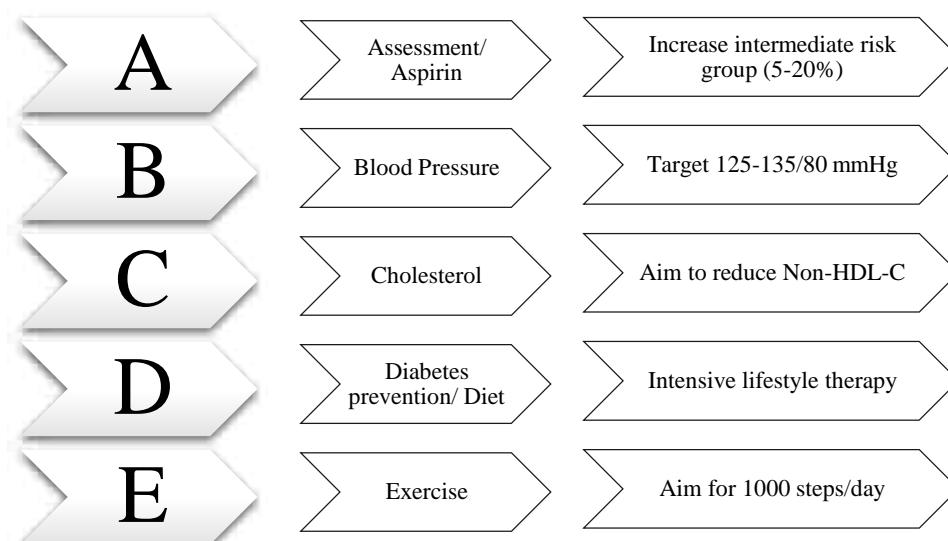 A
Assessment/
Aspirin
Increase intermediate risk
group (5-20%)
B
Blood Pressure
Target 125-135/80 mmHg
C
Cholesterol
Aim to reduce Non-HDL-C
D
Diabetes
prevention/ Diet
Intensive lifestyle therapy
E
Exercise
Aim for 1000 steps/day